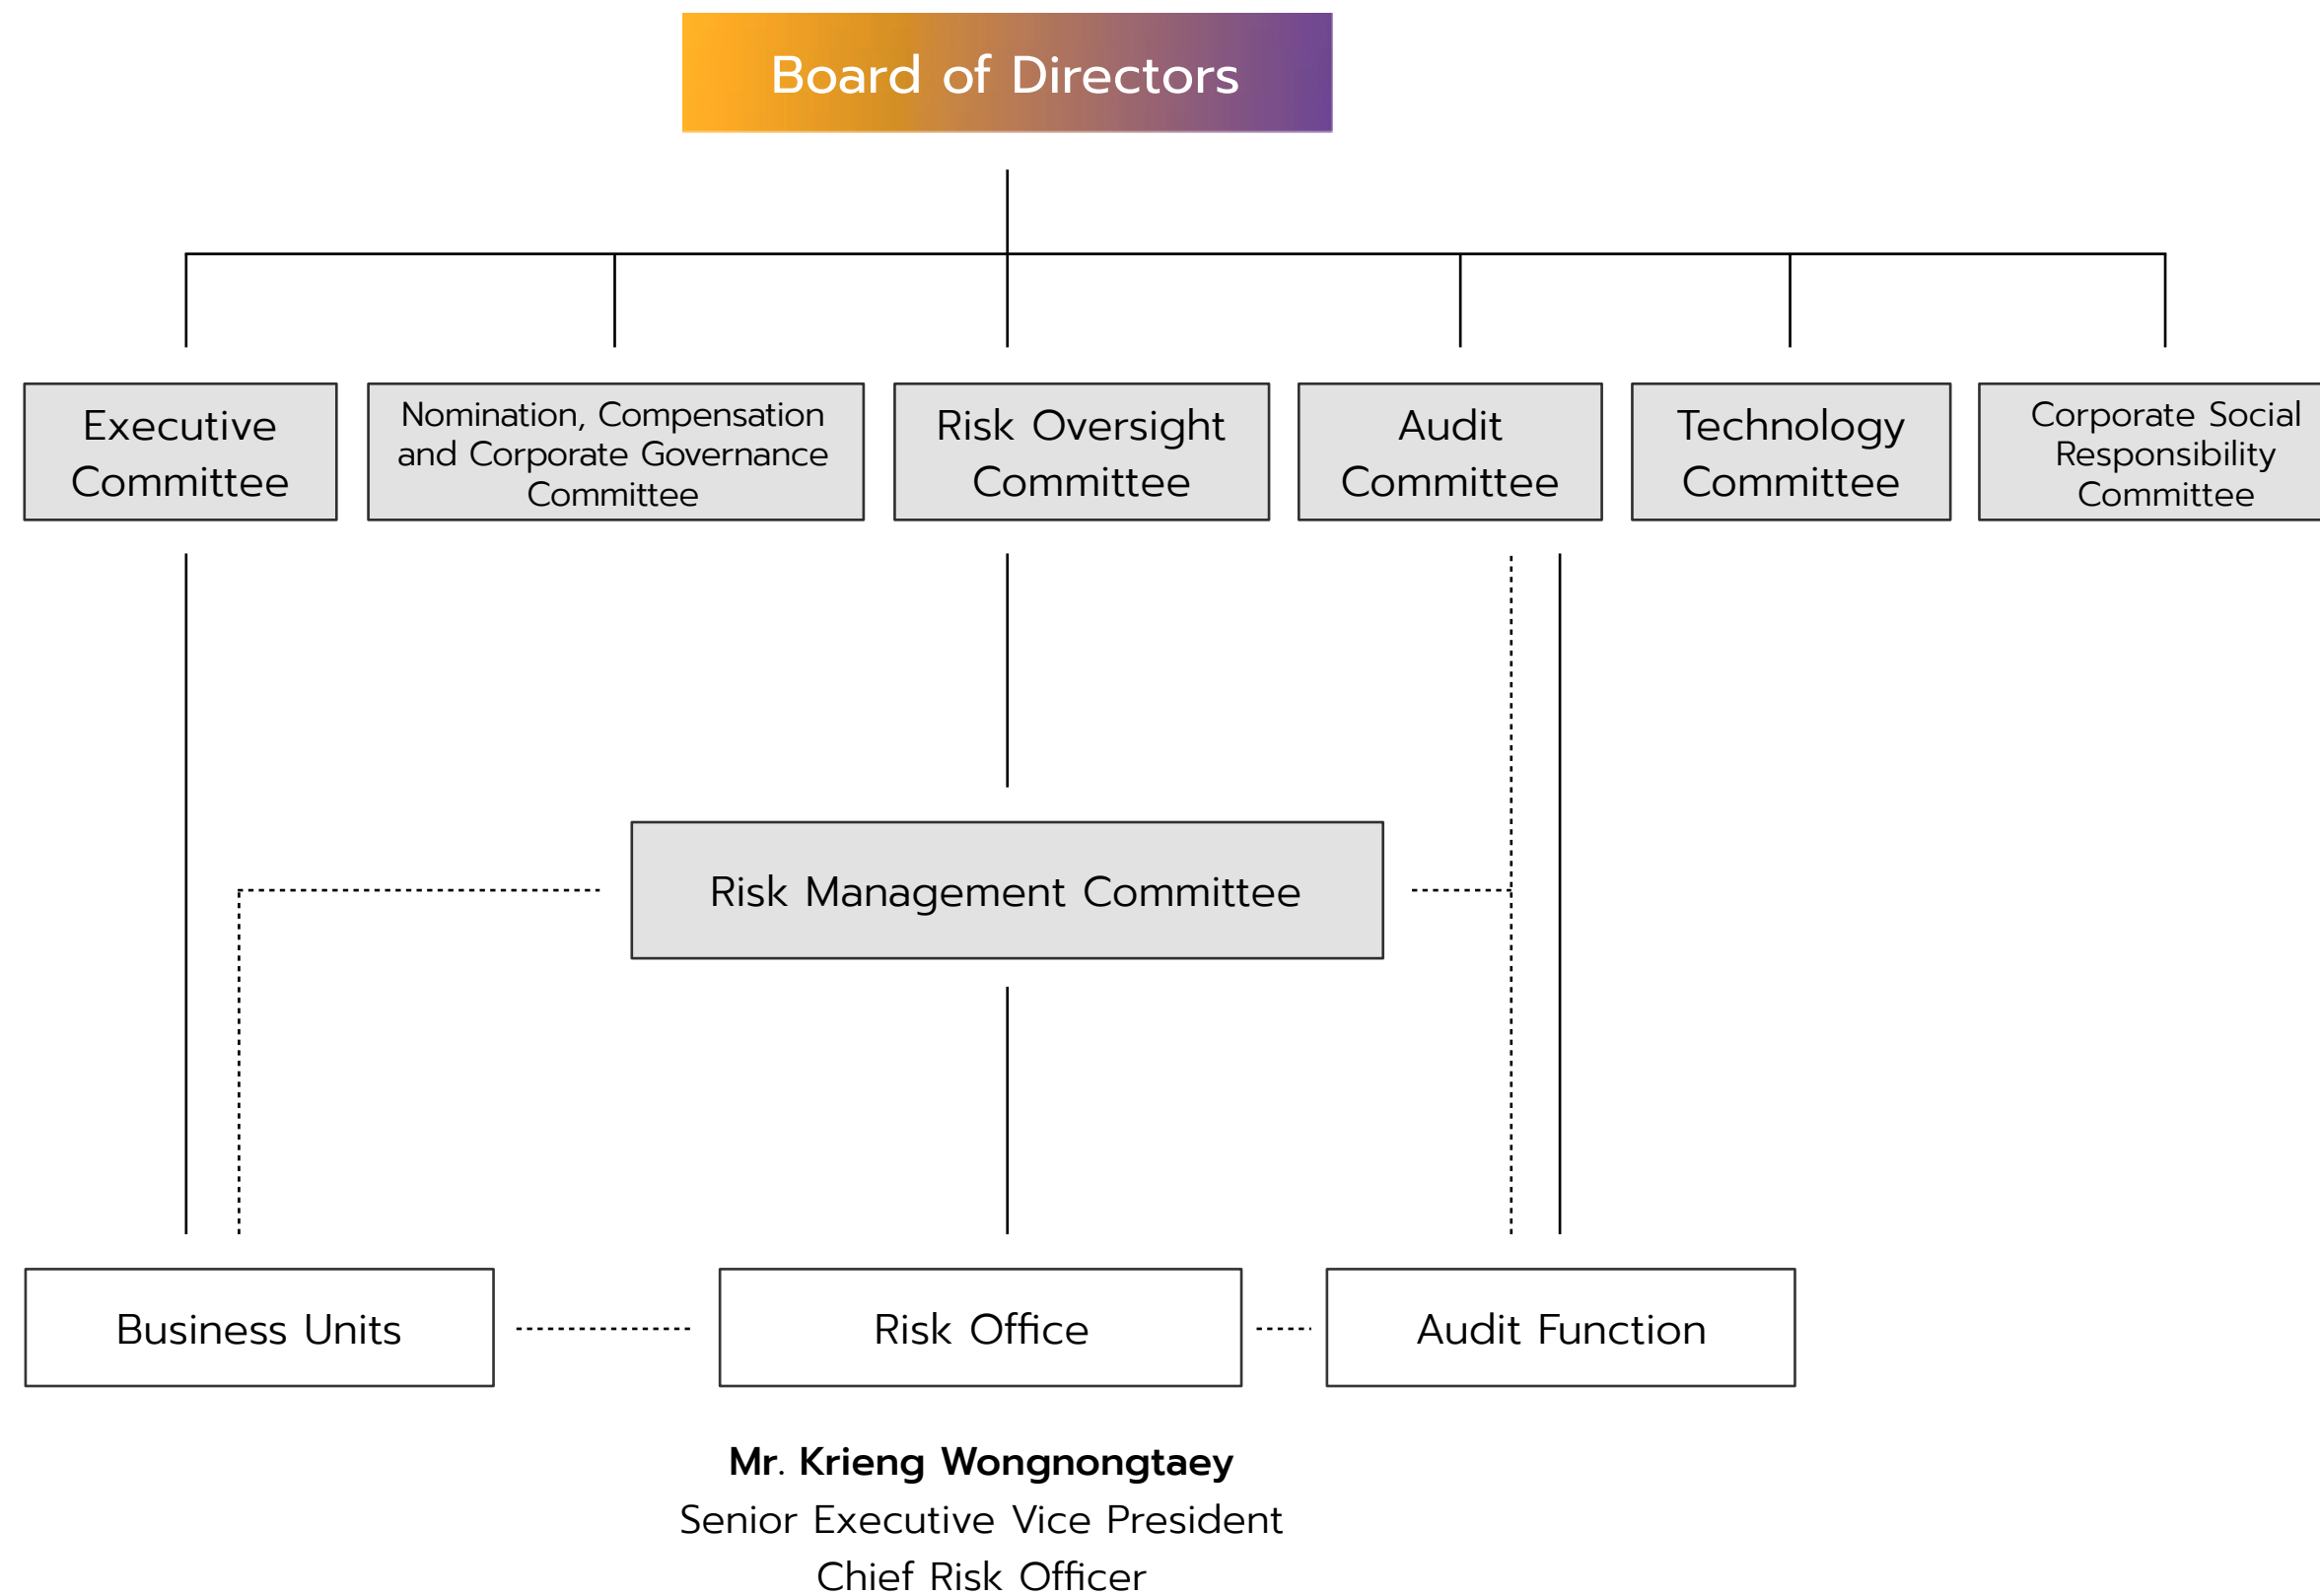 Board of Directors
Executive
Committee
Nomination, Compensation
and Corporate Governance
Committee
Risk Oversight
Committee
Audit
Committee
Technology
Committee
Corporate Social
Responsibility
Committee
Risk Management Committee
Business Units
Risk Office
Audit Function
Mr. Krieng Wongnongtaey
Senior Executive Vice President
Chief Risk Officer